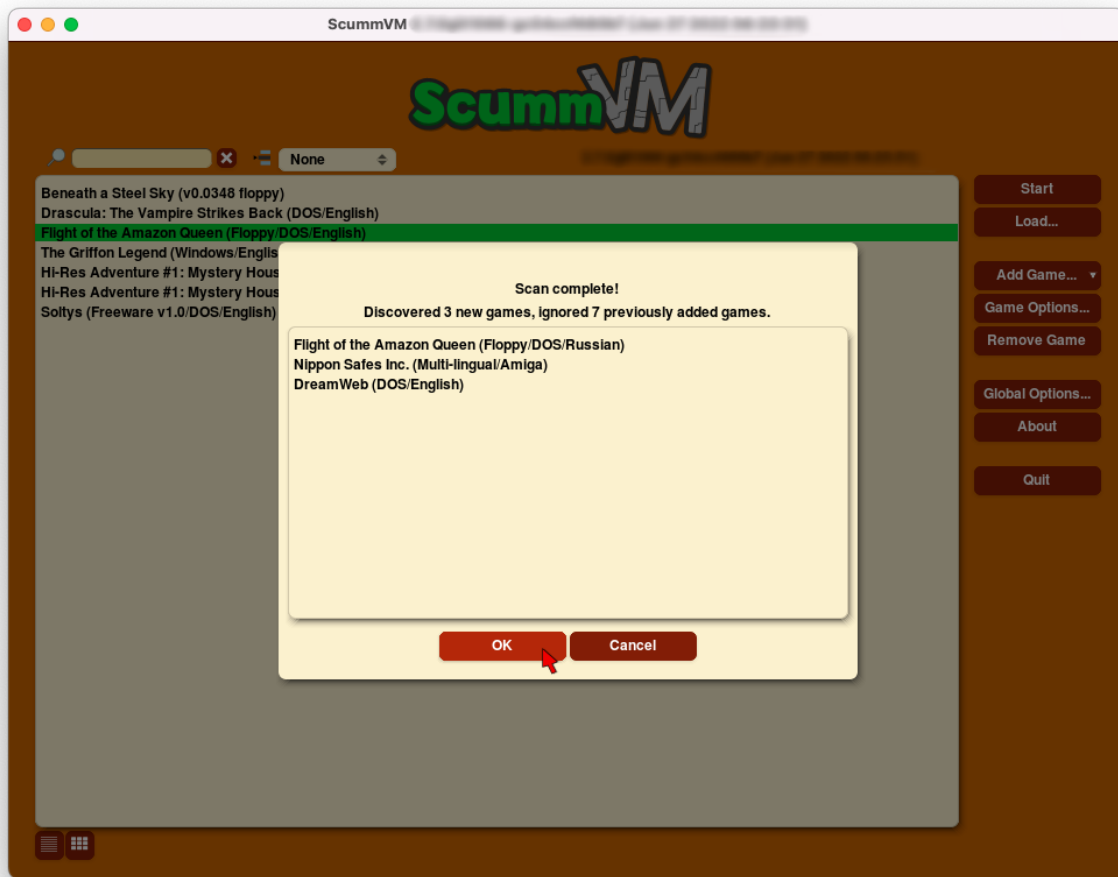 ScummVM
ScummVM
None
Beneath a Steel Sky (v0.0348 floppy)
Drascula: The Vampire Strikes Back (DOS/English)
Flight of the Amazon Queen (Floppy/DOS/English)
The Griffon Legend (Windows/Englis
Hi-Res Adventure #1: Mystery Hous
Hi-Res Adventure #1: Mystery Hous
Soltys (Freeware v1.0/DOS/English)
Scan complete!
Discovered 3 new games, ignored 7 previously added games.
Flight of the Amazon Queen (Floppy/DOS/Russian)
Nippon Safes Inc. (Multi-lingual/Amiga)
DreamWeb (DOS/English)
OK
Cancel
Start
Load...
Add Game...
Game Options...
Remove Game
Global Options...
About
Quit